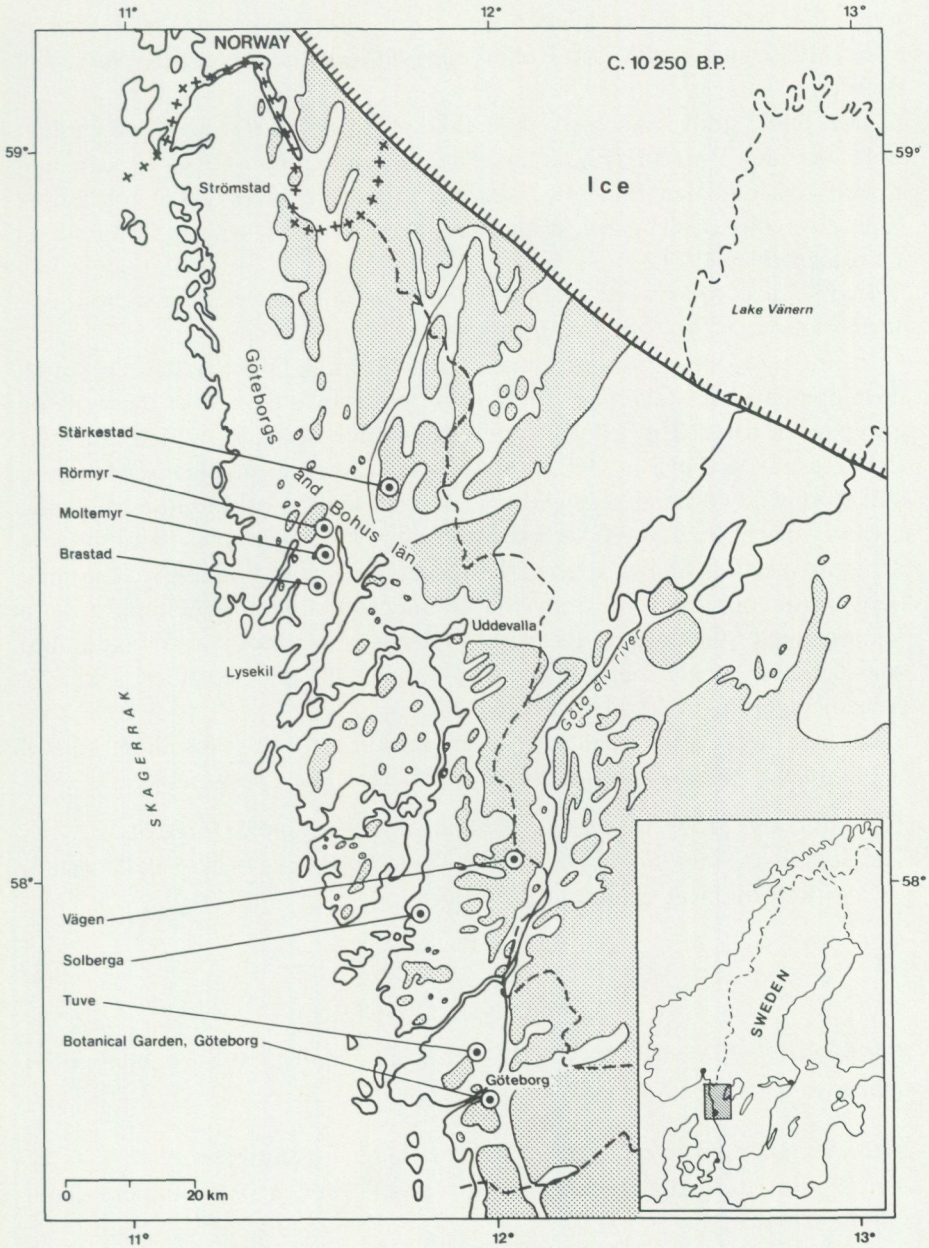 11° 12° 13°
NORWAY
C. 10 250 B.P.
59° 59°
Ice
Strömstad
Lake Vänern
Göteborgs
and Bohus län
Stärkestad
Rörmyr
Moltemyr
Brastad
Uddevalla
Lysekil
Göta älv river
SKAGERRAK
58° 58°
Vägen
Solberga
Tuve
Botanical Garden, Göteborg
Göteborg
SWEDEN
0 20 km
11° 12° 13°